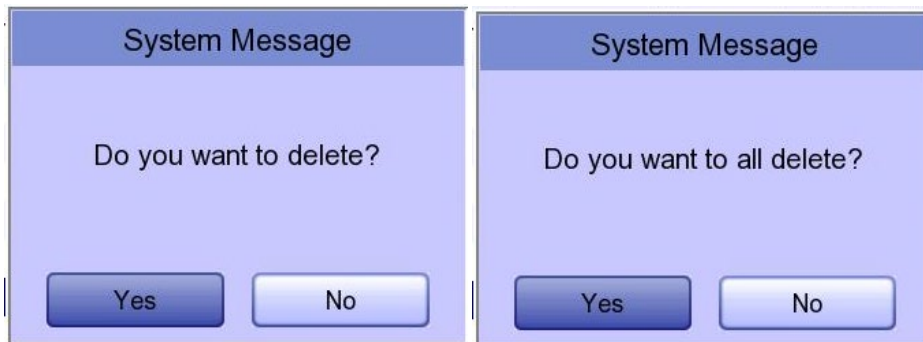 System Message
Do you want to delete?
Yes
No
System Message
Do you want to all delete?
Yes
No